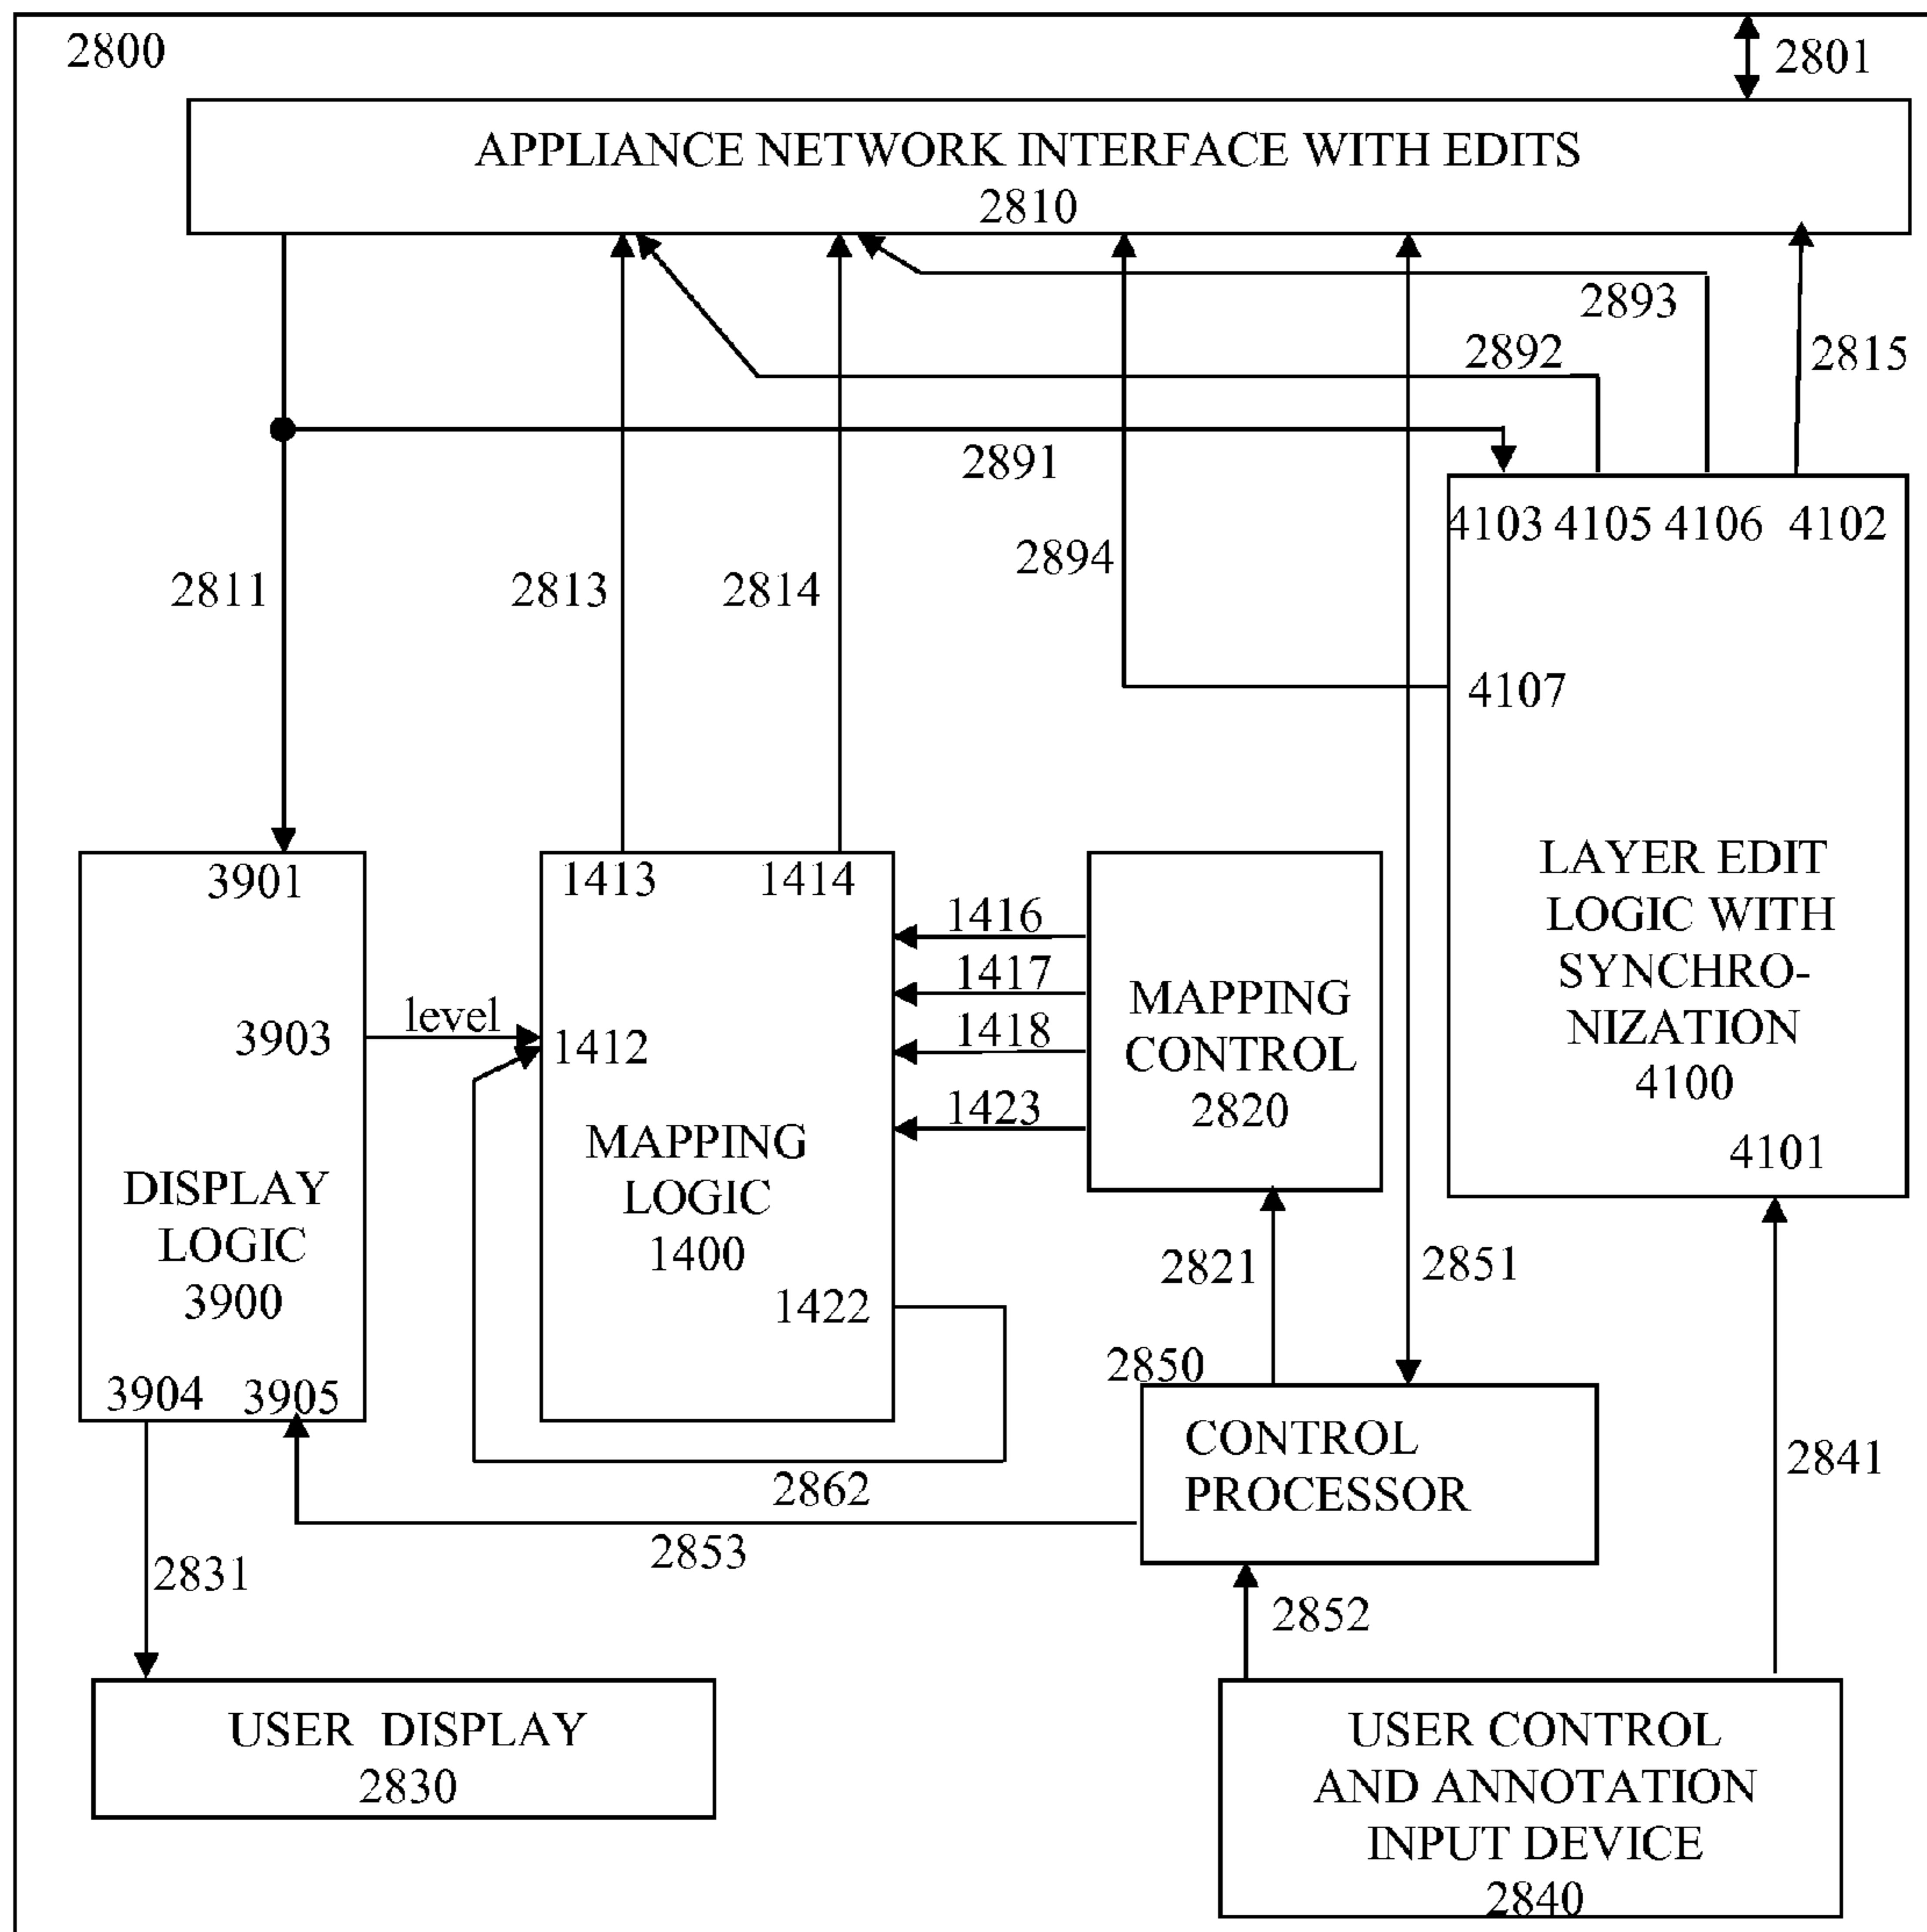 2800
2801
APPLIANCE NETWORK INTERFACE WITH EDITS
2810
2893
2892
2815
2891
4103 4105 4106 4102
2894
2811
2813
2814
4107
3901
1413
1414
LAYER EDIT
LOGIC WITH
SYNCHRO-
NIZATION
4100
4101
1416
1417
1418
1423
MAPPING
CONTROL
2820
level
3903
1412
MAPPING
LOGIC
1400
DISPLAY
LOGIC
3900
1422
2821
2851
2850
3904
3905
CONTROL
PROCESSOR
2841
2862
2853
2831
2852
USER DISPLAY
2830
USER CONTROL
AND ANNOTATION
INPUT DEVICE
2840